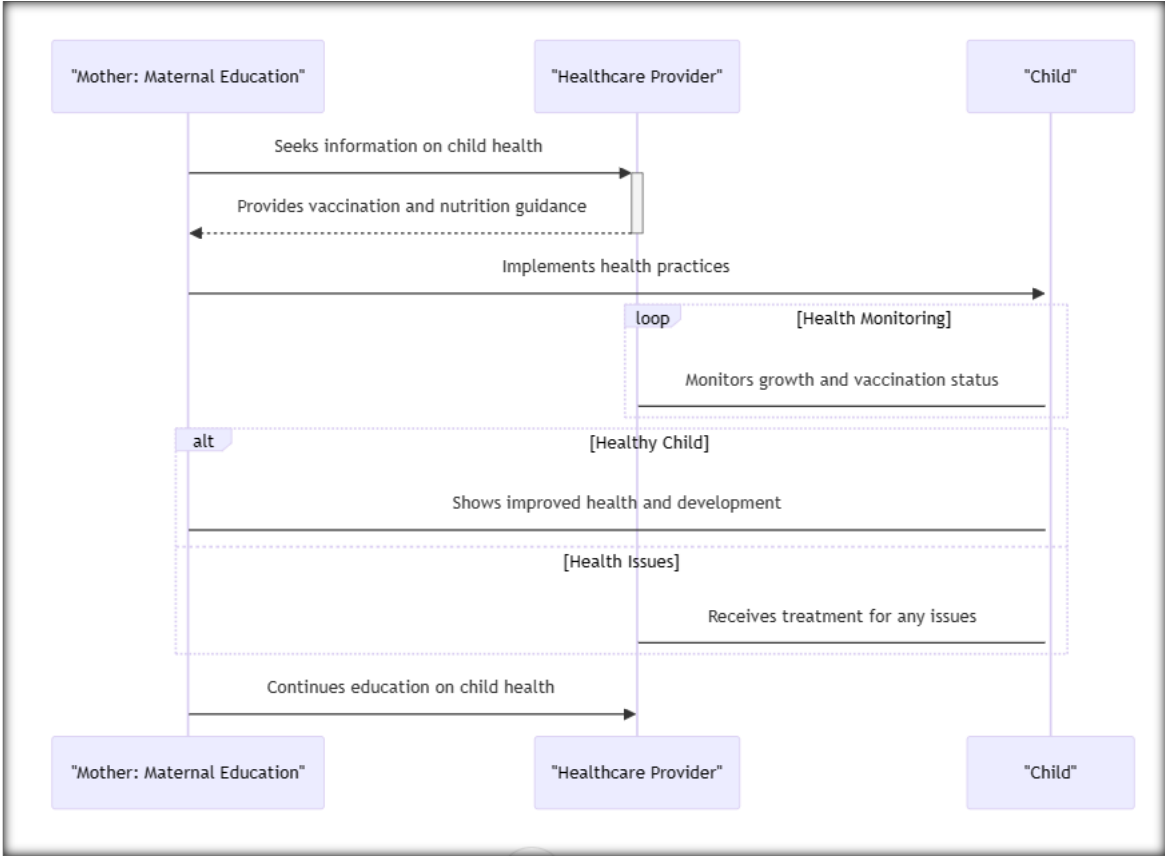 "Mother: Maternal Education"
"Healthcare Provider"
"Child"
Seeks information on child health
Provides vaccination and nutrition guidance
Implements health practices
loop
[Health Monitoring]
Monitors growth and vaccination status
alt
[Healthy Child]
Shows improved health and development
[Health Issues]
Receives treatment for any issues
Continues education on child health
"Mother: Maternal Education"
"Healthcare Provider"
"Child"